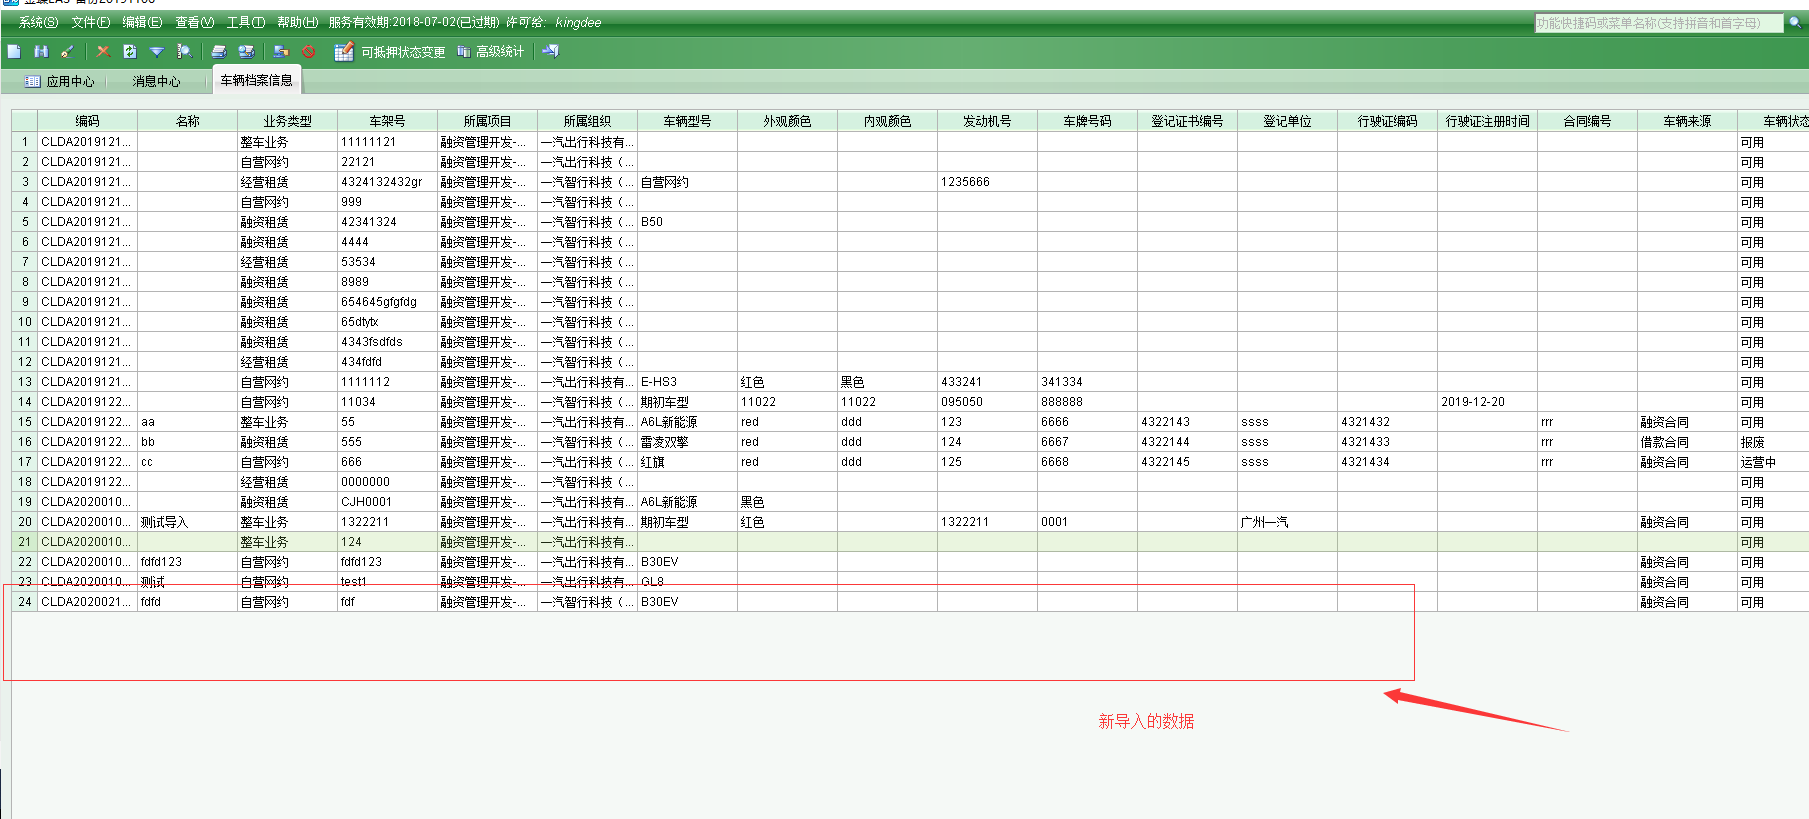 金蝶EAS 备份20191108
系统(S) 文件(F) 编辑(E) 查看(V) 工具(T) 帮助(H) 服务有效期:2018-07-02(已过期) 许可给: kingdee 功能快捷码或菜单名称(支持拼音和首字母)
可抵押状态变更 高级统计
应用中心 消息中心 车辆档案信息
编码 名称 业务类型 车架号 所属项目 所属组织 车辆型号 外观颜色 内观颜色 发动机号 车牌号码 登记证书编号 登记单位 行驶证编码 行驶证注册时间 合同编号 车辆来源 车辆状态
1 CLDA2019121... 整车业务 11111121 融资管理开发-... 一汽出行科技有... 可用
2 CLDA2019121... 自营网约 22121 融资管理开发-... 一汽智行科技（... 可用
3 CLDA2019121... 经营租赁 4324132432gr 融资管理开发-... 一汽智行科技（... 自营网约 1235666 可用
4 CLDA2019121... 自营网约 999 融资管理开发-... 一汽智行科技（... 可用
5 CLDA2019121... 融资租赁 42341324 融资管理开发-... 一汽智行科技（... B50 可用
6 CLDA2019121... 融资租赁 4444 融资管理开发-... 一汽智行科技（... 可用
7 CLDA2019121... 经营租赁 53534 融资管理开发-... 一汽智行科技（... 可用
8 CLDA2019121... 融资租赁 8989 融资管理开发-... 一汽智行科技（... 可用
9 CLDA2019121... 融资租赁 654645gfgfdg 融资管理开发-... 一汽智行科技（... 可用
10 CLDA2019121... 融资租赁 65dtytx 融资管理开发-... 一汽智行科技（... 可用
11 CLDA2019121... 融资租赁 4343fsdfds 融资管理开发-... 一汽智行科技（... 可用
12 CLDA2019121... 经营租赁 434fdfd 融资管理开发-... 一汽智行科技（... 可用
13 CLDA2019121... 自营网约 1111112 融资管理开发-... 一汽出行科技有... E-HS3 红色 黑色 433241 341334 可用
14 CLDA2019122... 自营网约 11034 融资管理开发-... 一汽出行科技有... 期初车型 11022 11022 095050 888888 2019-12-20 可用
15 CLDA2019122... aa 整车业务 55 融资管理开发-... 一汽出行科技有... A6L新能源 red ddd 123 6666 4322143 ssss 4321432 rrr 融资合同 可用
16 CLDA2019122... bb 融资租赁 555 融资管理开发-... 一汽出行科技有... 雷凌双擎 red ddd 124 6667 4322144 ssss 4321433 rrr 借款合同 报废
17 CLDA2019122... cc 自营网约 666 融资管理开发-... 一汽出行科技有... 红旗 red ddd 125 6668 4322145 ssss 4321434 rrr 融资合同 运营中
18 CLDA2019122... 经营租赁 0000000 融资管理开发-... 一汽智行科技（... 可用
19 CLDA2020010... 融资租赁 CJH0001 融资管理开发-... 一汽出行科技有... A6L新能源 黑色 可用
20 CLDA2020010... 测试导入 整车业务 1322211 融资管理开发-... 一汽出行科技有... 期初车型 红色 1322211 0001 广州一汽 融资合同 可用
21 CLDA2020010... 整车业务 124 融资管理开发-... 一汽出行科技有... 可用
22 CLDA2020010... fdfd123 自营网约 fdfd123 融资管理开发-... 一汽出行科技有... B30EV 融资合同 可用
23 CLDA2020010... 测试 自营网约 test1 融资管理开发-... 一汽出行科技有... GL8 融资合同 可用
24 CLDA2020021... fdfd 自营网约 fdf 融资管理开发-... 一汽智行科技（... B30EV 融资合同 可用
新导入的数据